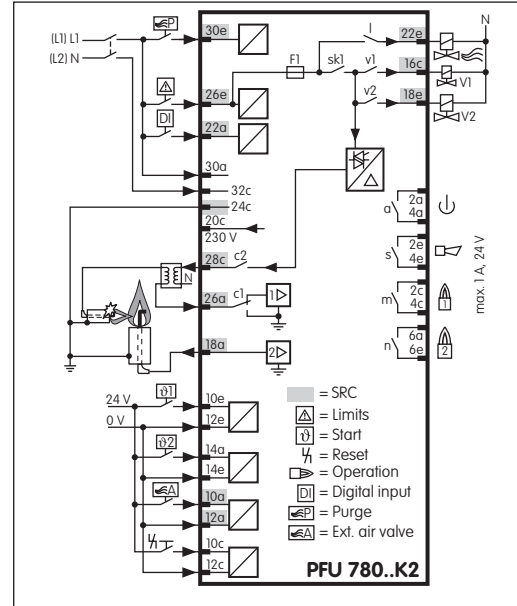 (L1) L1
(L2) N
P
30e
26e
DI
22a
30a
32c
24c
20c
230 V
28c
c2
N
26a
c1
1
18a
2
24 V
0 V
ϑ1
10e
12e
ϑ2
14a
14e
A
10a
12a
10c
12c
F1
sk1
I
v1
v2
22e
16c
18e
N
V1
V2
a
2a
4a
s
2e
4e
m
2c
4c
1
n
6a
6e
2
max. 1 A, 24 V
= SRC
= Limits
ϑ = Start
= Reset
= Operation
DI = Digital input
P = Purge
A = Ext. air valve
PFU 780..K2